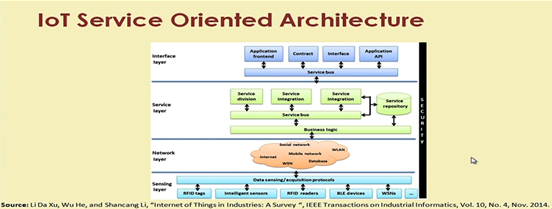 IoT Service Oriented Architecture
Interface layer
Application frontend
Contract
Interface
Application API
Service bus
Service layer
Service division
Service Integration
Service Integration
Service repository
Service bus
Business logic
SECURITY
Network layer
Social network
WLAN
Mobile network
Internet
Database
WSN
Sensing layer
Data sensing/acquisition protocols
RFID tags
Intelligent sensors
RFID readers
BLE devices
WSNs
...
Source: Li Da Xu, Wu He, and Shancang Li, “Internet of Things in Industries: A Survey “, IEEE Transactions on Industrial Informatics, Vol. 10, No. 4, Nov. 2014.